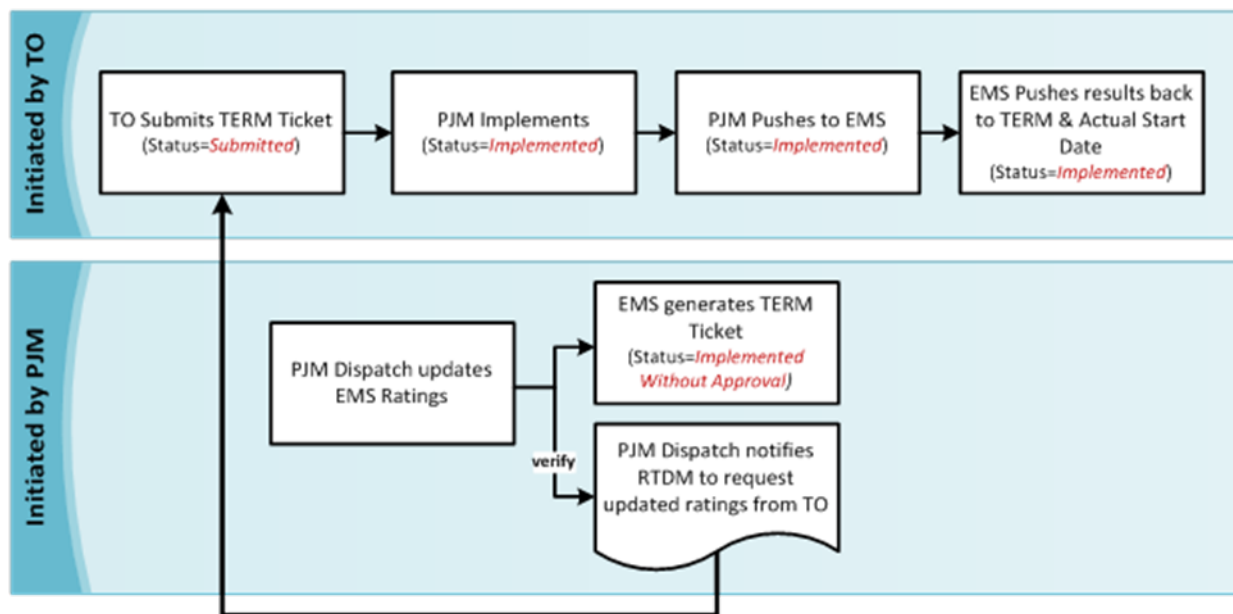 Initiated by TO
TO Submits TERM Ticket
(Status=Submitted)
PJM Implements
(Status=Implemented)
PJM Pushes to EMS
(Status=Implemented)
EMS Pushes results back
to TERM & Actual Start
Date
(Status=Implemented)
Initiated by PJM
PJM Dispatch updates
EMS Ratings
verify
EMS generates TERM
Ticket
(Status=Implemented
Without Approval)
PJM Dispatch notifies
RTDM to request
updated ratings from TO